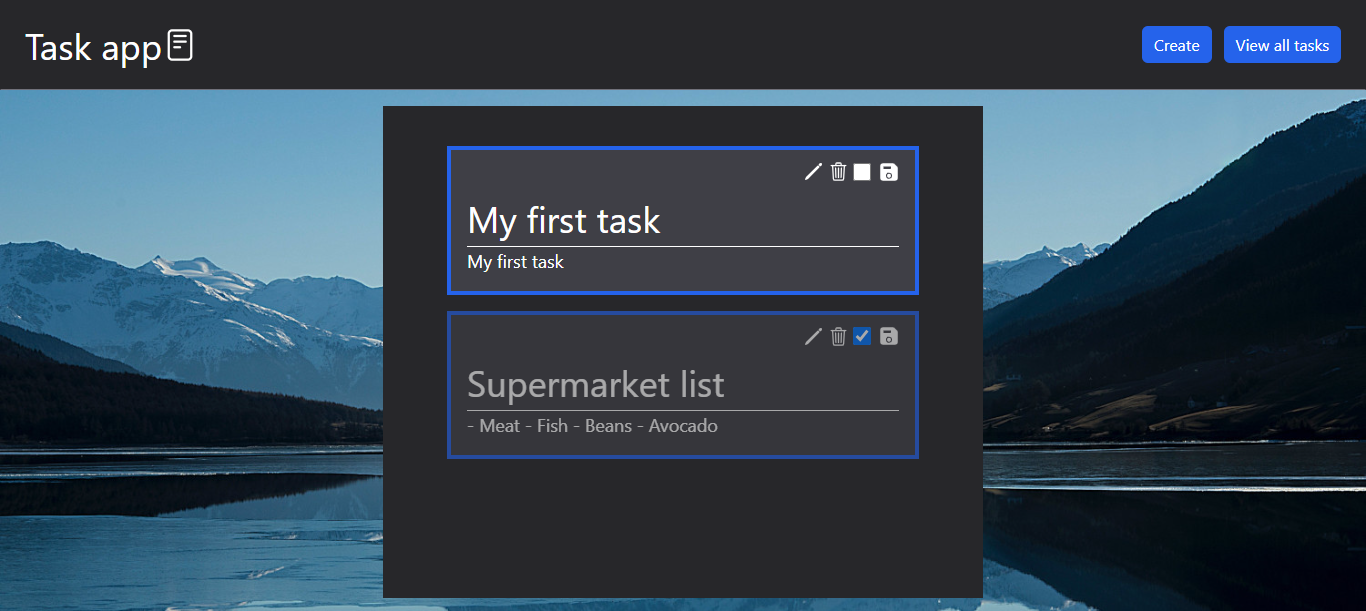 Task app
Create
View all tasks
My first task
My first task
Supermarket list
- Meat - Fish - Beans - Avocado